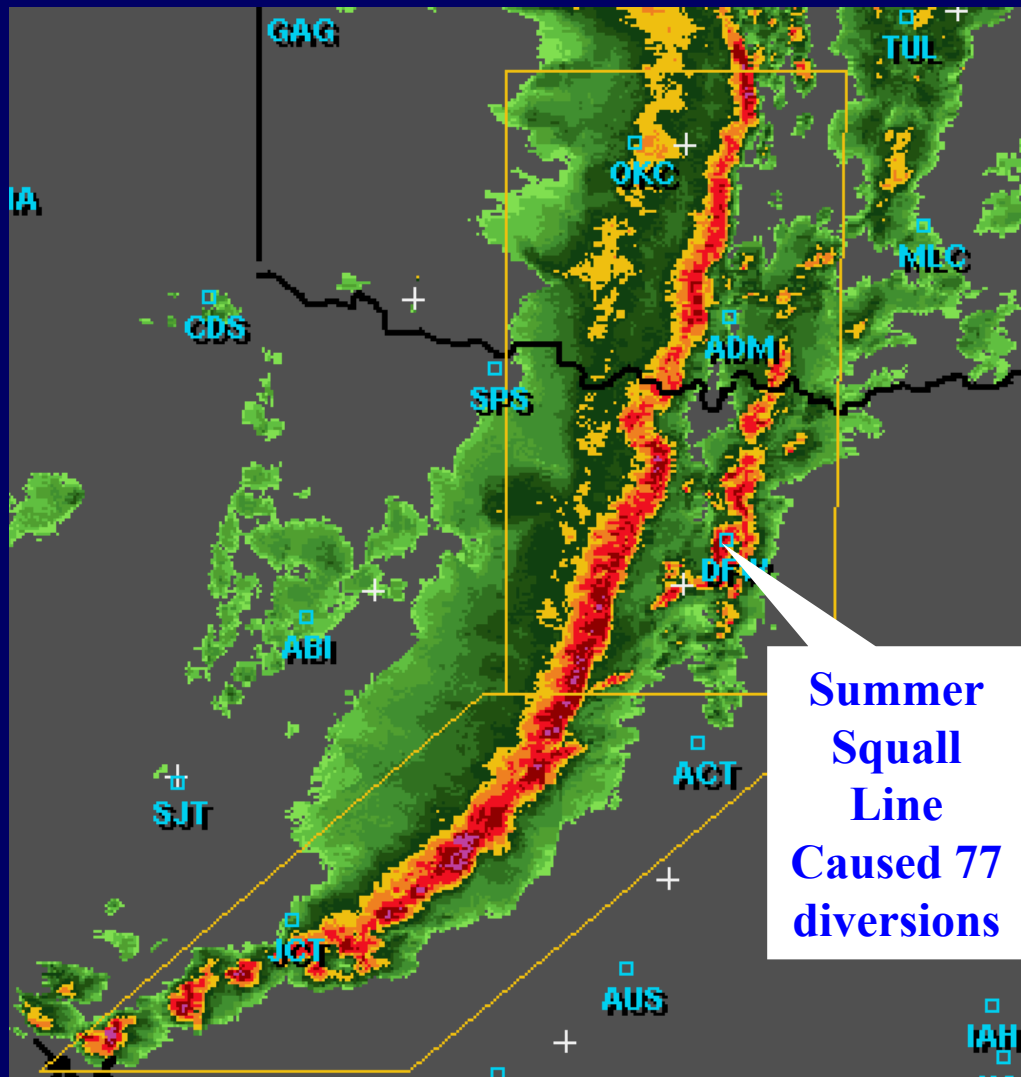 GAG
TUL
OKC
IA
MLC
CDS
ADM
SPS
DFW
ABI
Summer
Squall
Line
Caused 77
diversions
ACT
SJT
JCT
AUS
IAH